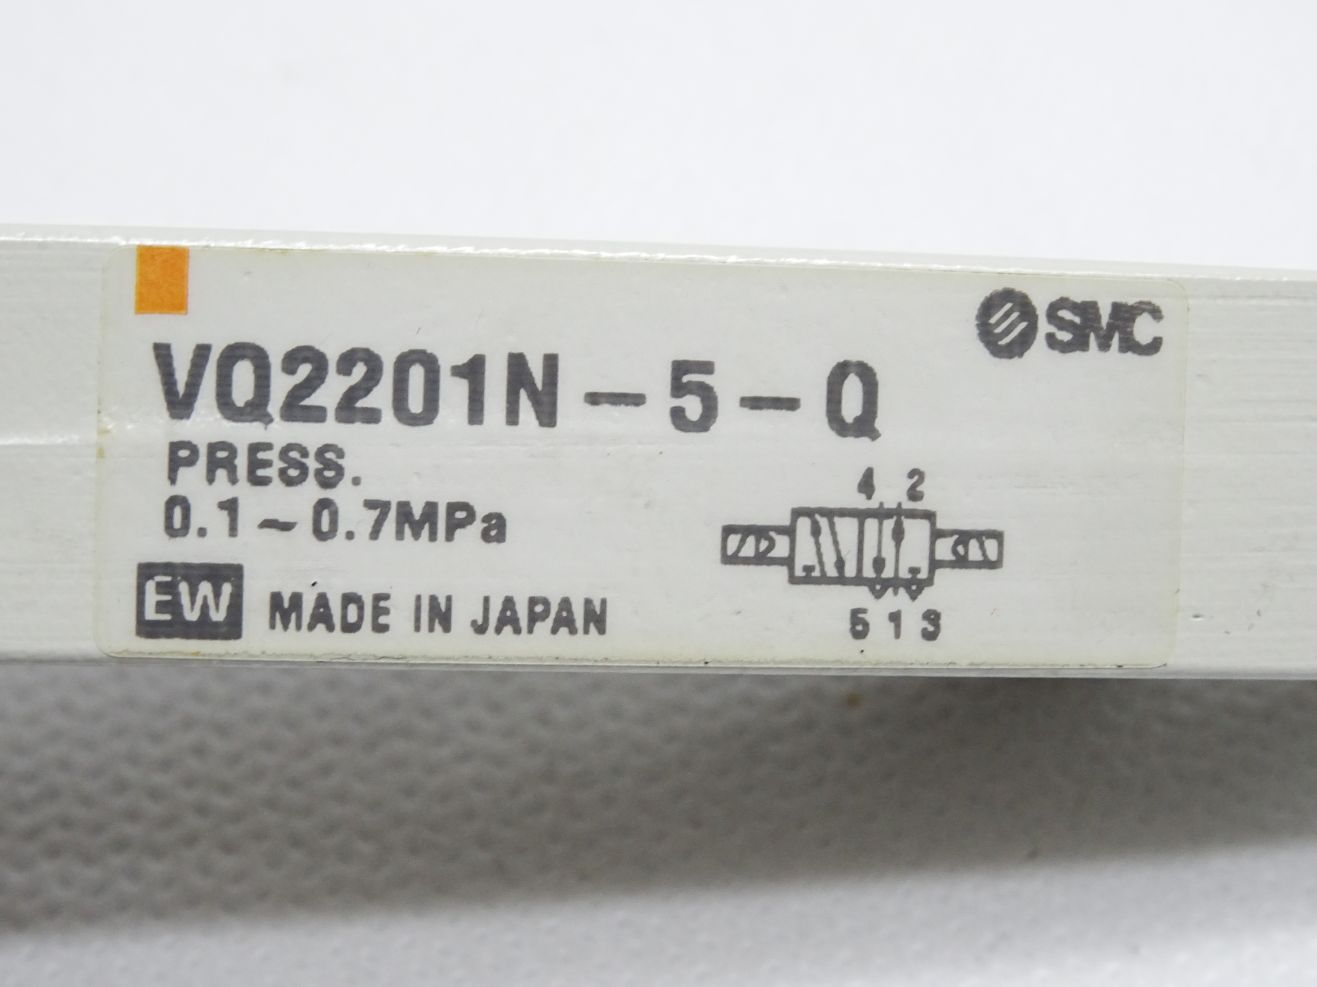 SMC
VQ2201N-5-Q
PRESS.
0.1~0.7MPa
4 2
5 1 3
EW MADE IN JAPAN